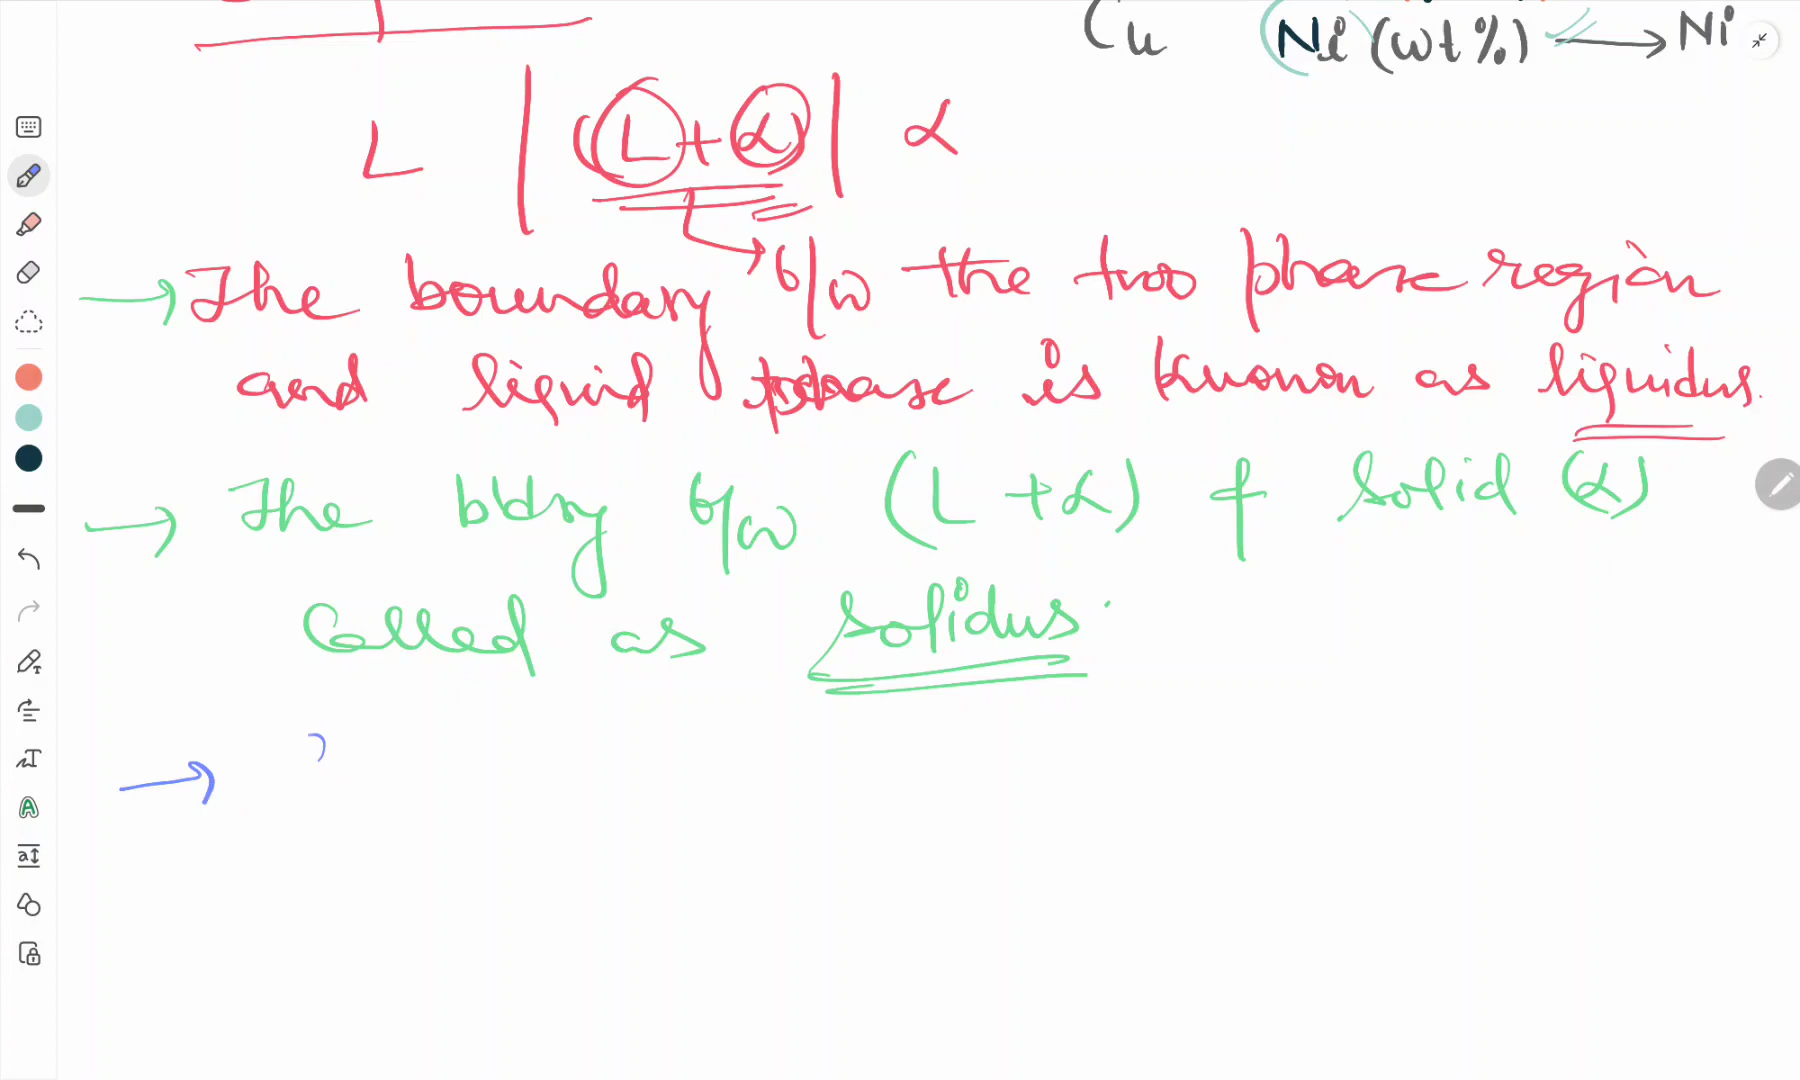 Cu Ni (wt%) → Ni
L | (L+α) | α
→ The boundary b/w the two phase region
and liquid phase is known as liquidus.
→ The bldry b/w (L+α) & solid (α)
Called as solidus.
→